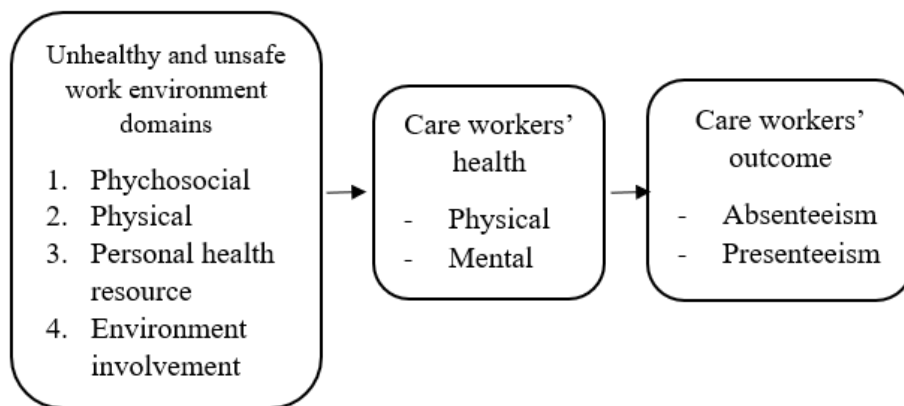 Unhealthy and unsafe
work environment
domains
1. Phychosocial
2. Physical
3. Personal health
resource
4. Environment
involvement
Care workers’
health
- Physical
- Mental
Care workers’
outcome
- Absenteeism
- Presenteeism